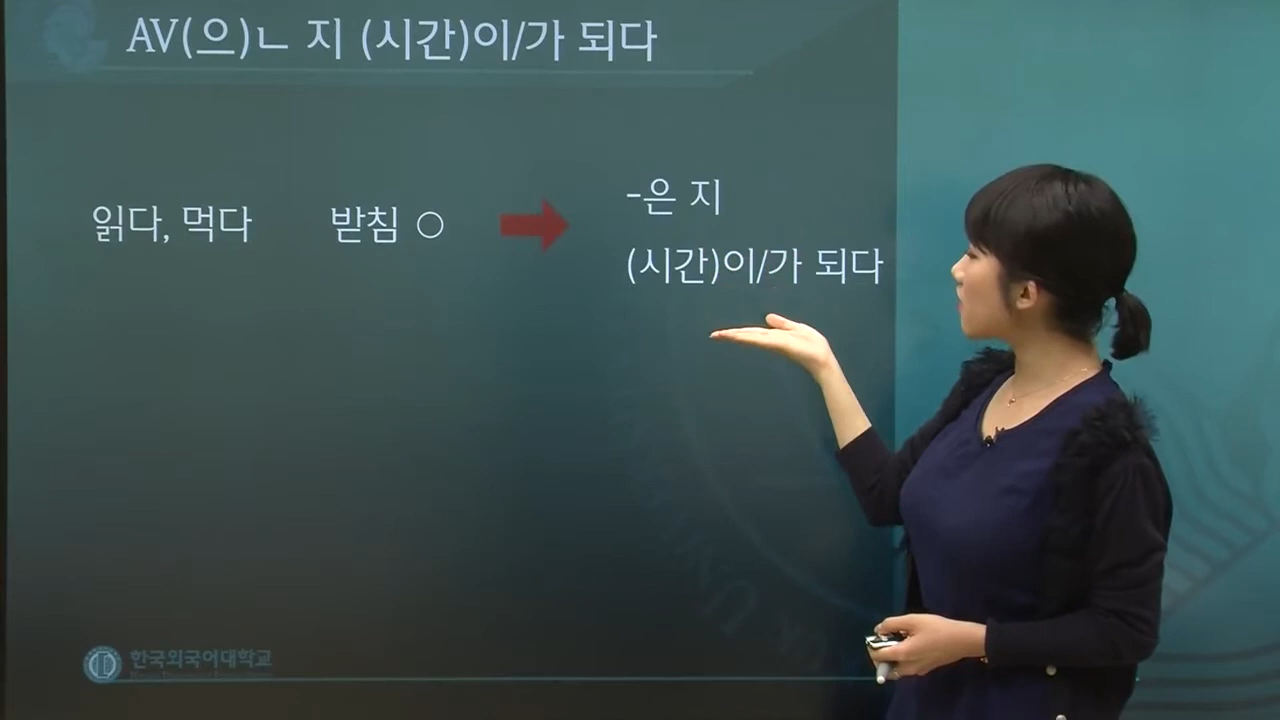 AV(으)ㄴ 지 (시간)이/가 되다
읽다, 먹다 받침 ○
-은 지
(시간)이/가 되다
한국외국어대학교